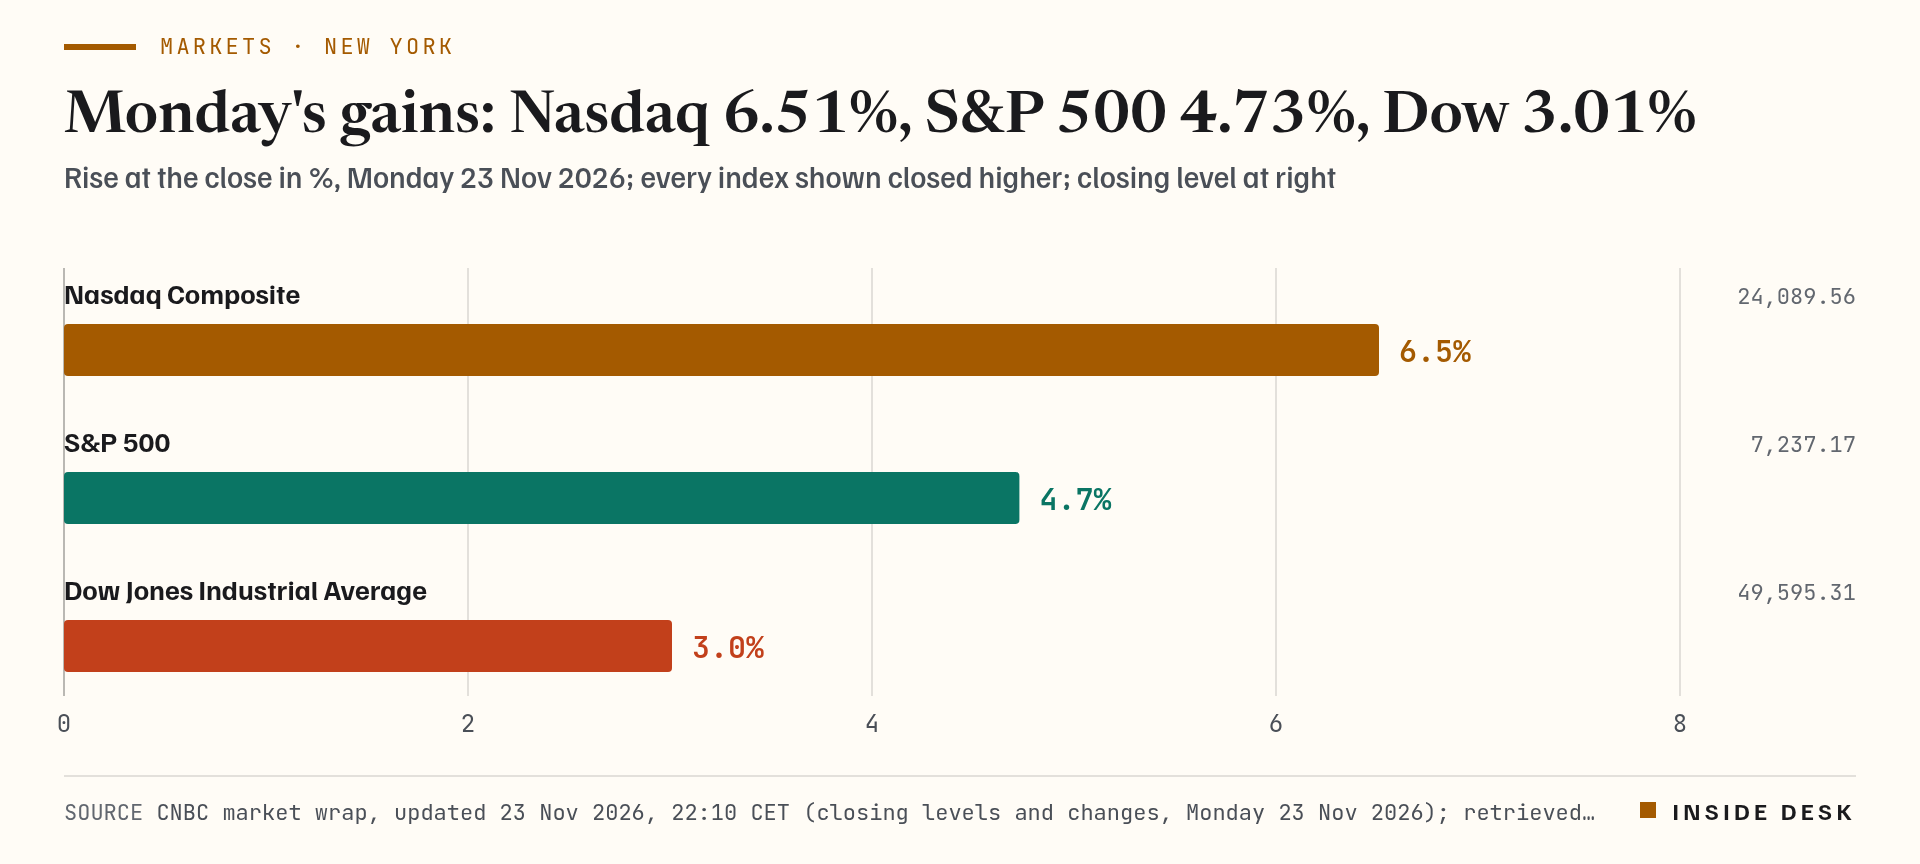 MARKETS · NEW YORK
Monday's gains: Nasdaq 6.51%, S&P 500 4.73%, Dow 3.01%
Rise at the close in %, Monday 23 Nov 2026; every index shown closed higher; closing level at right
Nasdaq Composite
24,089.56
6.5%
S&P 500
7,237.17
4.7%
Dow Jones Industrial Average
49,595.31
3.0%
0 2 4 6 8
SOURCE CNBC market wrap, updated 23 Nov 2026, 22:10 CET (closing levels and changes, Monday 23 Nov 2026); retrieved…
INSIDE DESK